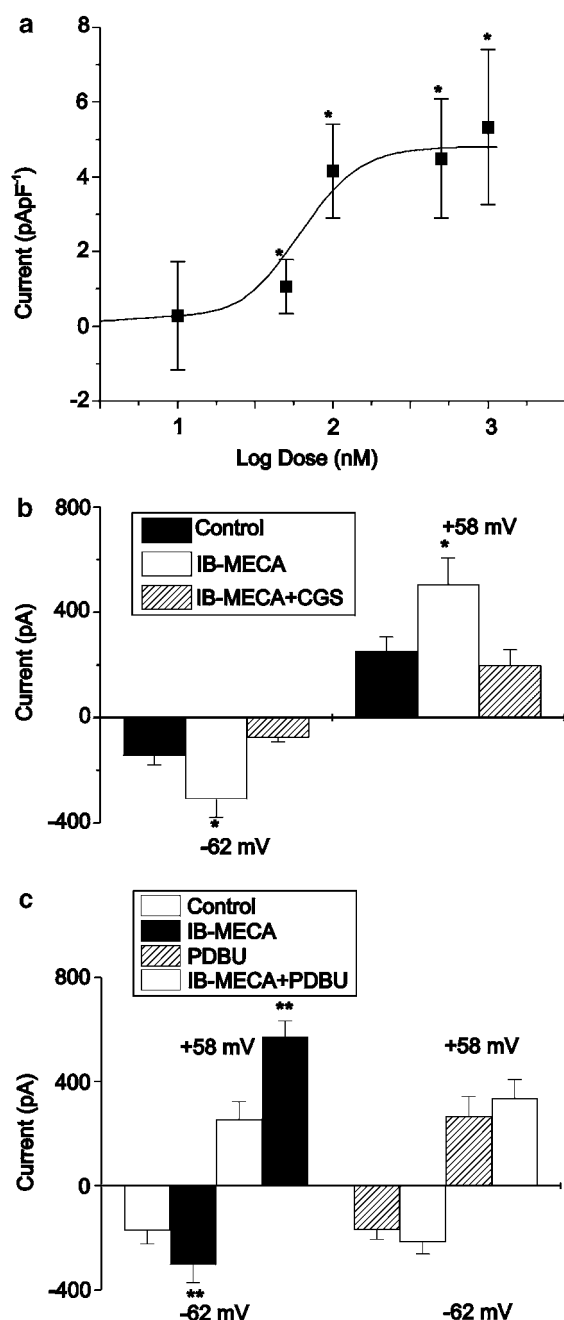 a
8
6
4
2
0
-2
Current (pApF⁻¹)
*
*
*
*
1
2
3
Log Dose (nM)
b
800
400
0
-400
Current (pA)
Control
IB-MECA
IB-MECA+CGS
+58 mV
*
*
-62 mV
c
Control
IB-MECA
PDBU
IB-MECA+PDBU
800
400
0
-400
Current (pA)
**
+58 mV
+58 mV
**
-62 mV
-62 mV